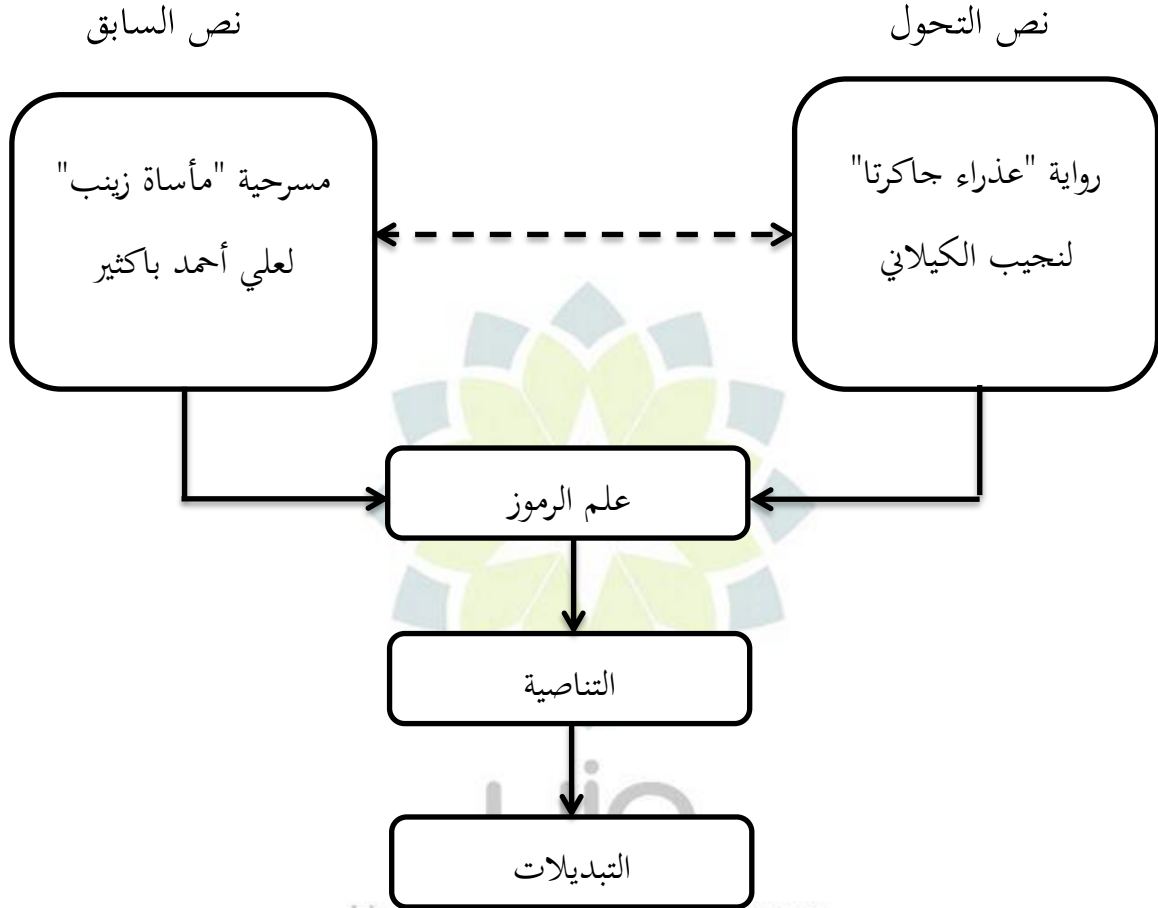 نص التحول
نص السابق
رواية "عذراء جاكرتا"
لنجيب الكيلاني
مسرحية "مأساة زينب"
لعلي أحمد باكثير
علم الرموز
التناصية
التبديلات